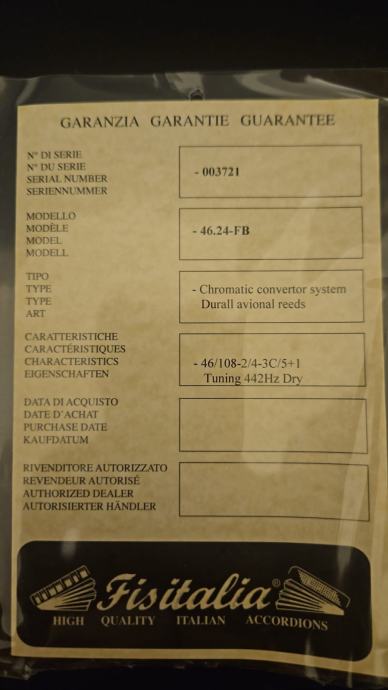 GARANZIA GARANTIE GUARANTEE
N° DI SERIE
N° DU SERIE
SERIAL NUMBER
SERIENNUMMER
- 003721
MODELLO
MODÈLE
MODEL
MODELL
- 46.24-FB
TIPO
TYPE
TYPE
ART
- Chromatic convertor system
Durall avional reeds
CARATTERISTICHE
CARACTÉRISTIQUES
CHARACTERISTICS
EIGENSCHAFTEN
- 46/108-2/4-3C/5+1
Tuning 442Hz Dry
DATA DI ACQUISTO
DATE D'ACHAT
PURCHASE DATE
KAUFDATUM
RIVENDITORE AUTORIZZATO
REVENDEUR AUTORISÉ
AUTHORIZED DEALER
AUTORISIERTER HÄNDLER
Fisitalia®
HIGH QUALITY ITALIAN ACCORDIONS